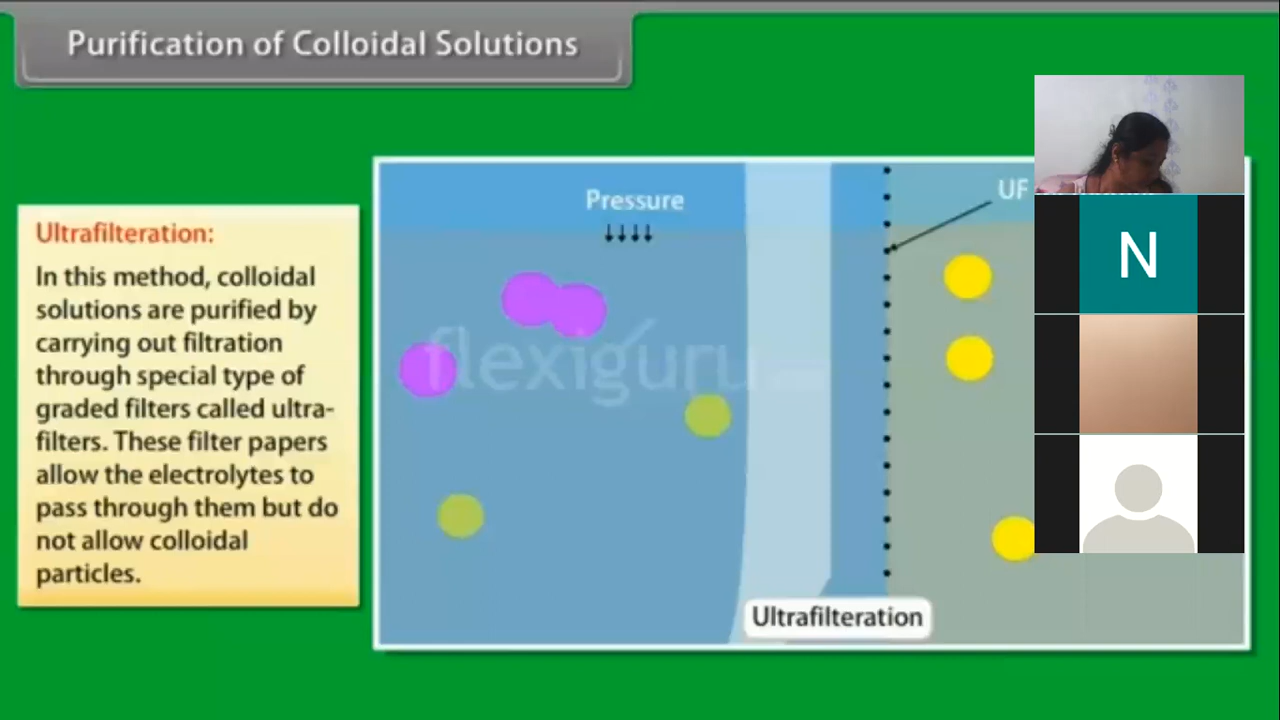 Purification of Colloidal Solutions
Ultrafilteration:
In this method, colloidal
solutions are purified by
carrying out filtration
through special type of
graded filters called ultra-
filters. These filter papers
allow the electrolytes to
pass through them but do
not allow colloidal
particles.
Pressure
UF
flexiguru
Ultrafilteration
N